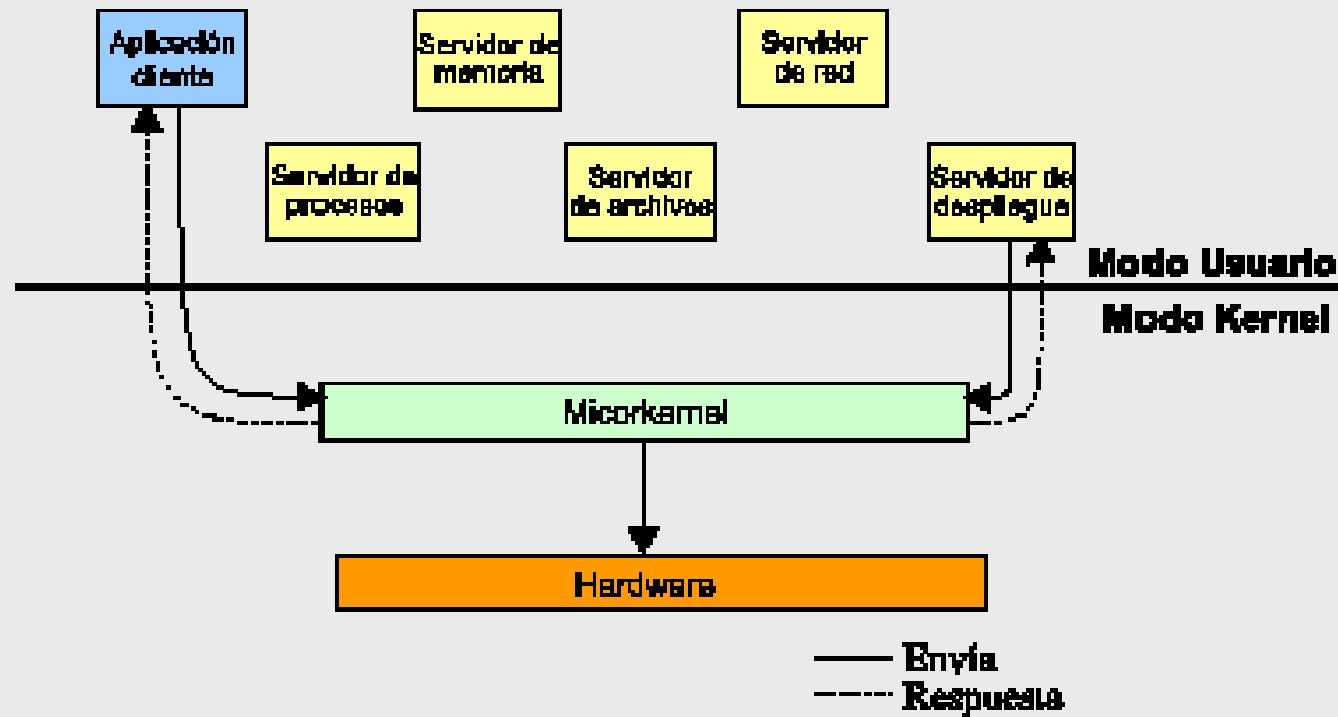 Aplicación
cliente
Servidor de
memoria
Servidor
de red
Servidor de
procesos
Servidor
de archivos
Servidor de
despliegue
Modo Usuario
Modo Kernel
Micorkernel
Hardware
Envía
Respuesta